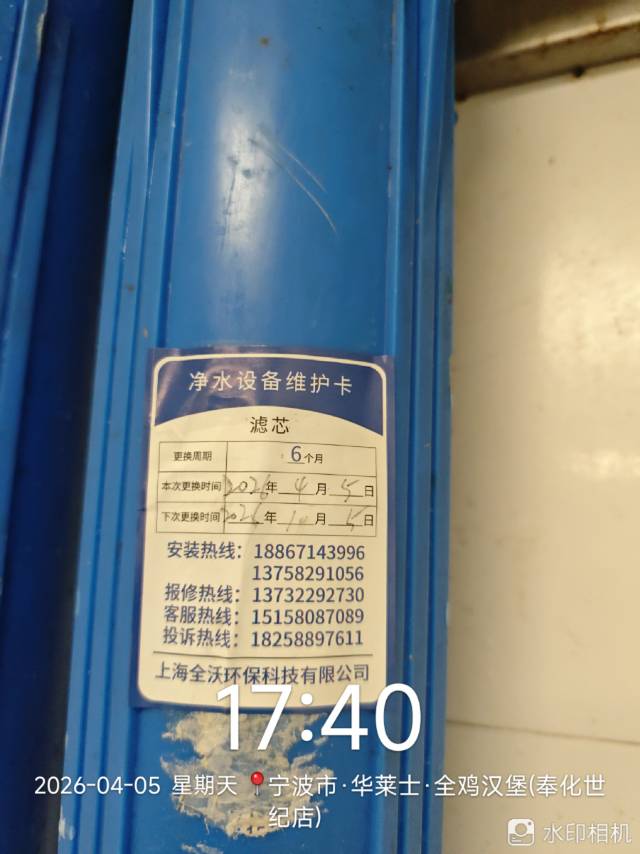 净水设备维护卡
滤芯
更换周期 6个月
本次更换时间 2026年 4月 5日
下次更换时间 2026年 10月 5日
安装热线：18867143996
13758291056
报修热线：13732292730
客服热线：15158087089
投诉热线：18258897611
上海全沃环保科技有限公司
17:40
2026-04-05 星期天 宁波市·华莱士·全鸡汉堡(奉化世
纪店)
水印相机